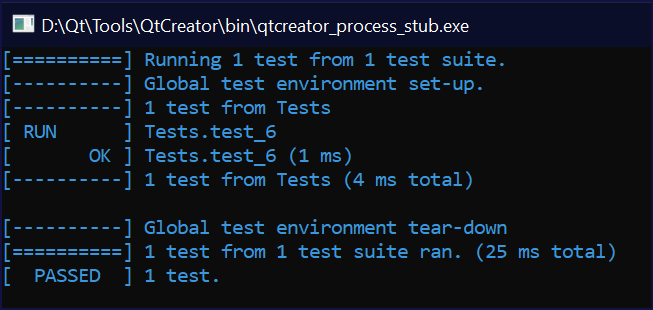 D:\Qt\Tools\QtCreator\bin\qtcreator_process_stub.exe
[==========] Running 1 test from 1 test suite.
[----------] Global test environment set-up.
[----------] 1 test from Tests
[ RUN      ] Tests.test_6
[       OK ] Tests.test_6 (1 ms)
[----------] 1 test from Tests (4 ms total)

[----------] Global test environment tear-down
[==========] 1 test from 1 test suite ran. (25 ms total)
[  PASSED  ] 1 test.